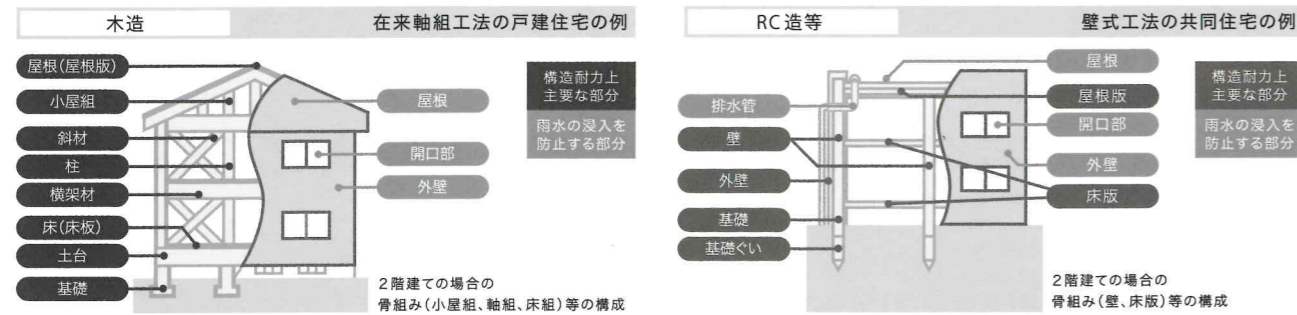 木造
在来軸組工法の戸建住宅の例
屋根(屋根版)
小屋組
斜材
柱
横架材
床(床板)
土台
基礎
屋根
開口部
外壁
構造耐力上
主要な部分
雨水の浸入を
防止する部分
2階建ての場合の
骨組み(小屋組、軸組、床組)等の構成
RC造等
壁式工法の共同住宅の例
排水管
壁
外壁
基礎
基礎ぐい
屋根
屋根版
開口部
外壁
床版
構造耐力上
主要な部分
雨水の浸入を
防止する部分
2階建ての場合の
骨組み(壁、床版)等の構成